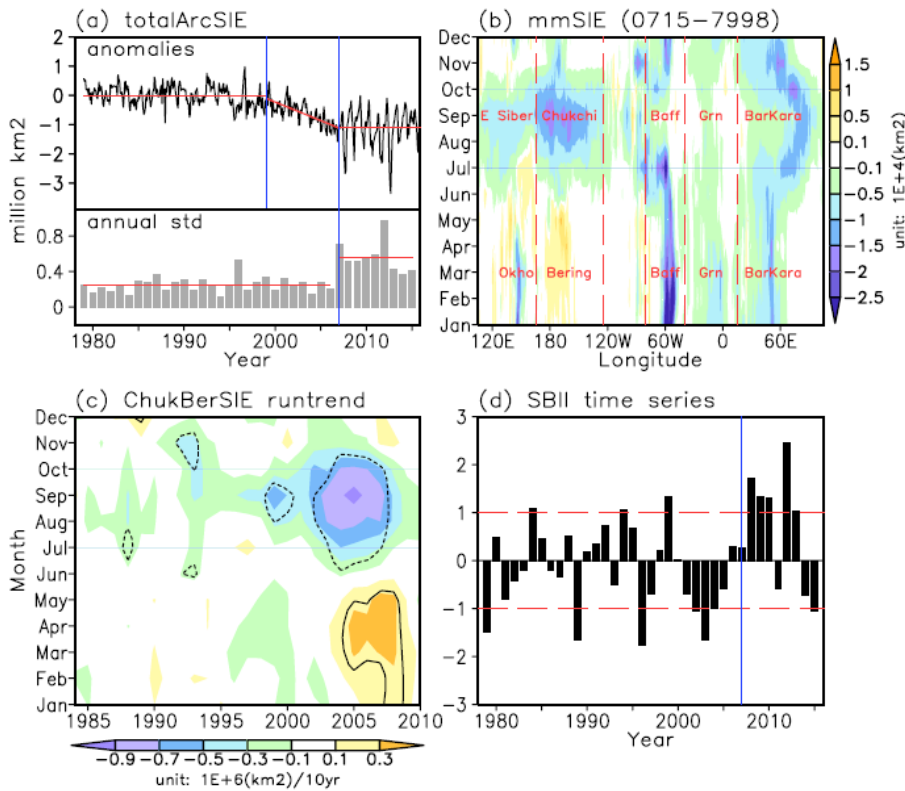 (a) totalArcSIE
anomalies
2
1
0
-1
-2
-3
million km2
annual std
0.8
0.4
0
1980 1990 2000 2010
Year
(b) mmSIE (0715-7998)
Dec
Nov
Oct
Sep
Aug
Jul
Jun
May
Apr
Mar
Feb
Jan
E Siber Chukchi Baff Grn BarKara
Okho Bering Baff Grn BarKara
120E 180 120W 60W 0 60E
Longitude
1.5
1
0.5
0.1
-0.1
-0.5
-1
-1.5
-2
-2.5
unit: 1E+4(km2)
(c) ChukBerSIE runtrend
Dec
Nov
Oct
Sep
Aug
Jul
Jun
May
Apr
Mar
Feb
Jan
Month
1985 1990 1995 2000 2005 2010
-0.9 -0.7 -0.5 -0.3 -0.1 0.1 0.3
unit: 1E+6(km2)/10yr
(d) SBII time series
3
2
1
0
-1
-2
-3
1980 1990 2000 2010
Year